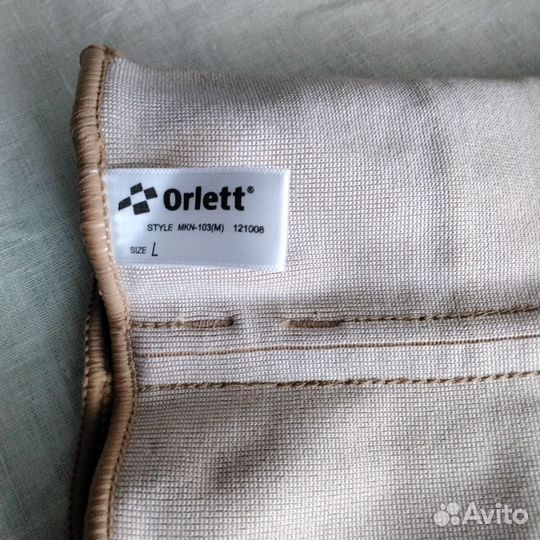 Orlett®
STYLE MKN-103(M) 121008
SIZE L
Avito